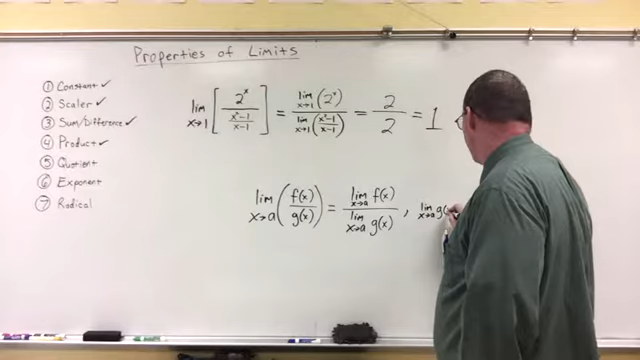 Properties of Limits
① Constant ✓
② Scaler ✓
③ Sum/Difference ✓
④ Product ✓
⑤ Quotient
⑥ Exponent
⑦ Radical
lim x→1 [ 2^x / ((x²-1)/(x-1)) ] = lim x→1 (2^x) / lim x→1 ((x²-1)/(x-1)) = 2/2 = 1
lim x→a ( f(x) / g(x) ) = lim x→a f(x) / lim x→a g(x) , lim x→a g(